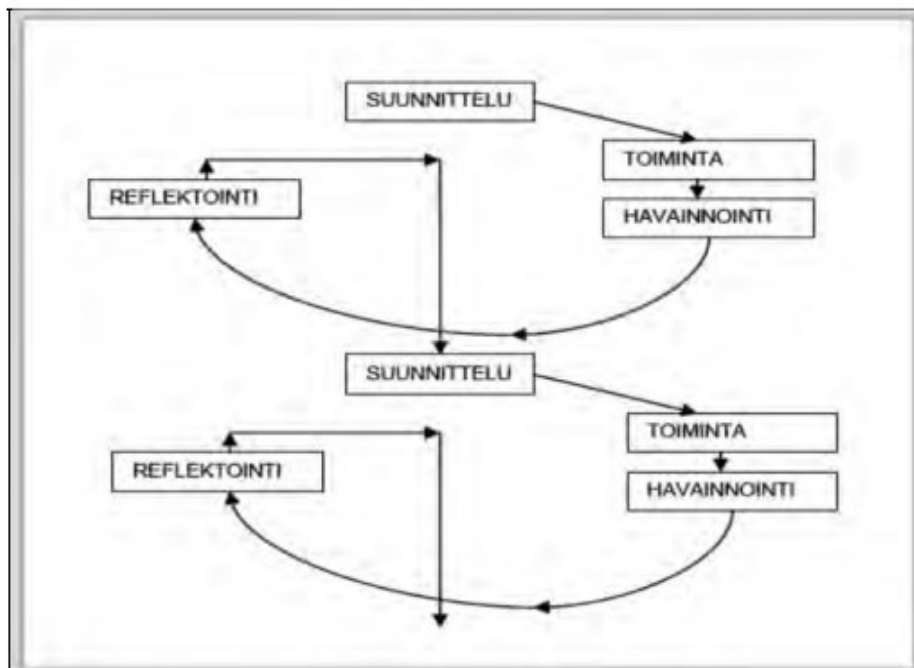 SUUNNITTELU
TOIMINTA
REFLEKTOINTI
HAVAINNOINTI
SUUNNITTELU
TOIMINTA
REFLEKTOINTI
HAVAINNOINTI